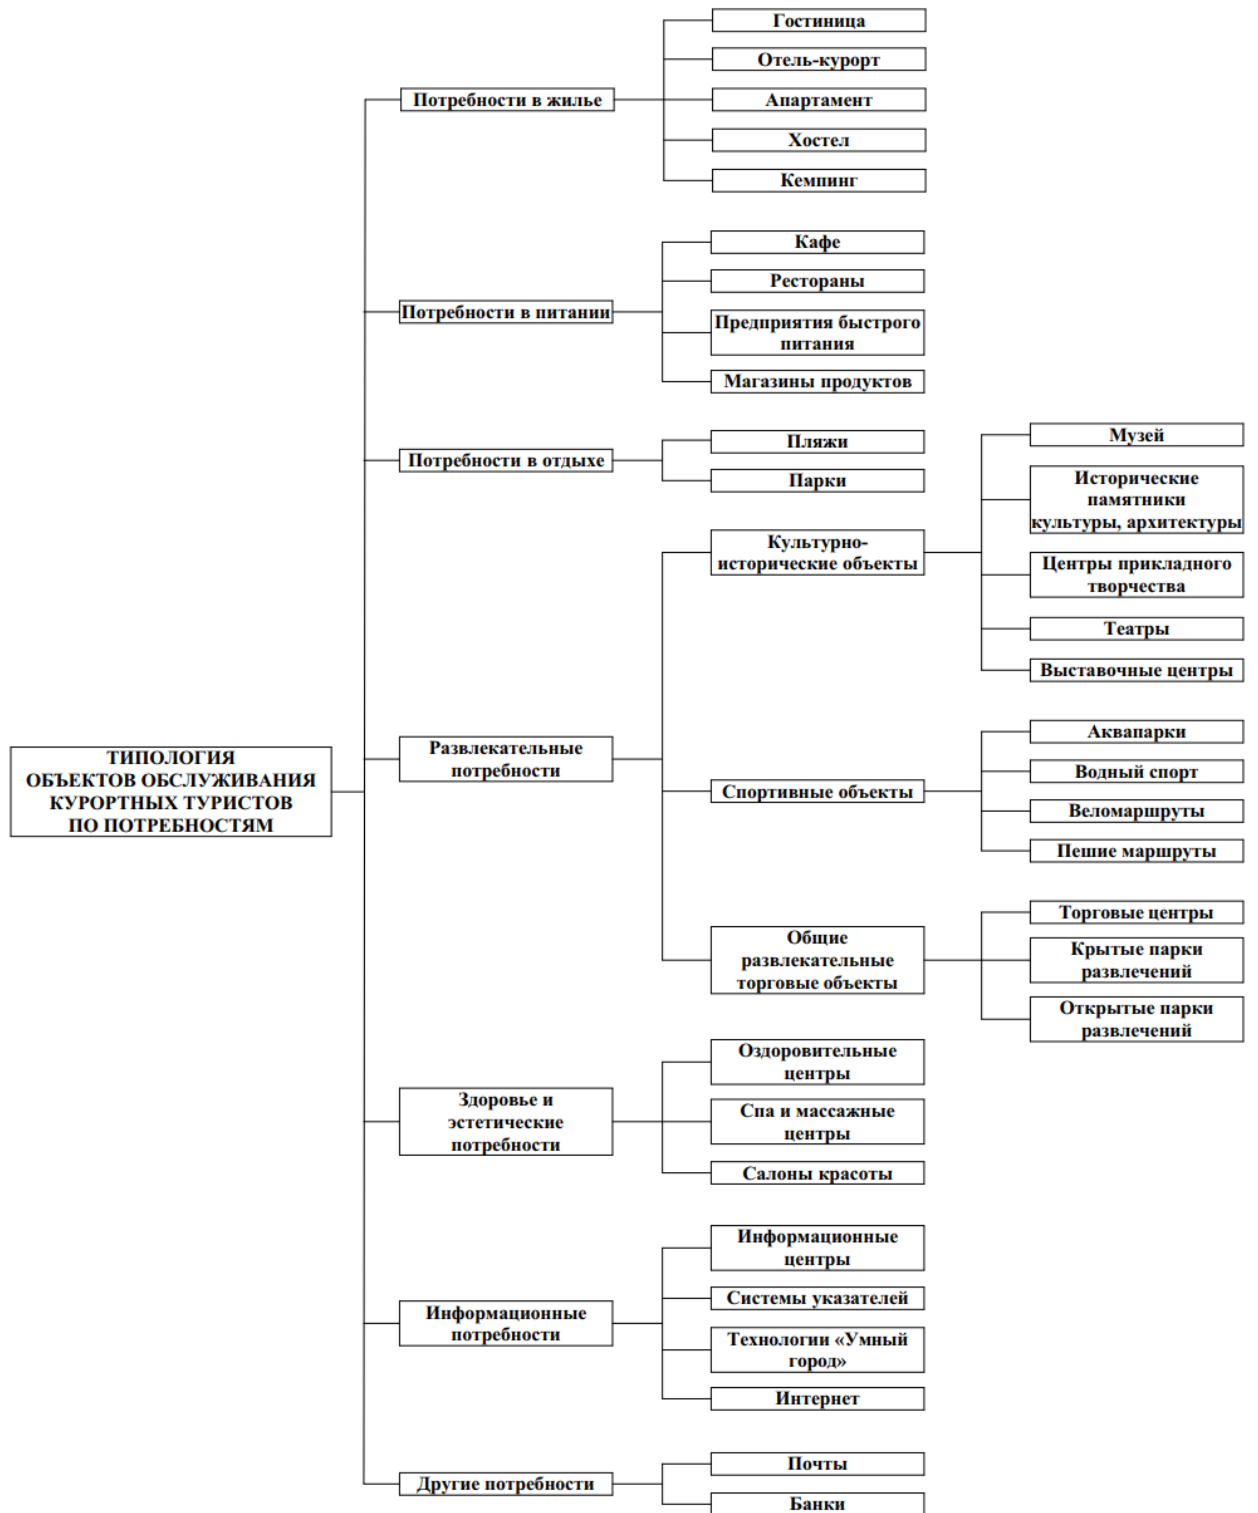 ТИПОЛОГИЯ
ОБЪЕКТОВ ОБСЛУЖИВАНИЯ
КУРОРТНЫХ ТУРИСТОВ
ПО ПОТРЕБНОСТЯМ
Потребности в жилье
Гостиница
Отель-курорт
Апартамент
Хостел
Кемпинг
Потребности в питании
Кафе
Рестораны
Предприятия быстрого
питания
Магазины продуктов
Потребности в отдыхе
Пляжи
Парки
Развлекательные
потребности
Культурно-
исторические объекты
Музей
Исторические
памятники
культуры, архитектуры
Центры прикладного
творчества
Театры
Выставочные центры
Спортивные объекты
Аквапарки
Водный спорт
Веломаршруты
Пешие маршруты
Общие
развлекательные
торговые объекты
Торговые центры
Крытые парки
развлечений
Открытые парки
развлечений
Здоровье и
эстетические
потребности
Оздоровительные
центры
Спа и массажные
центры
Салоны красоты
Информационные
потребности
Информационные
центры
Системы указателей
Технологии «Умный
город»
Интернет
Другие потребности
Почты
Банки